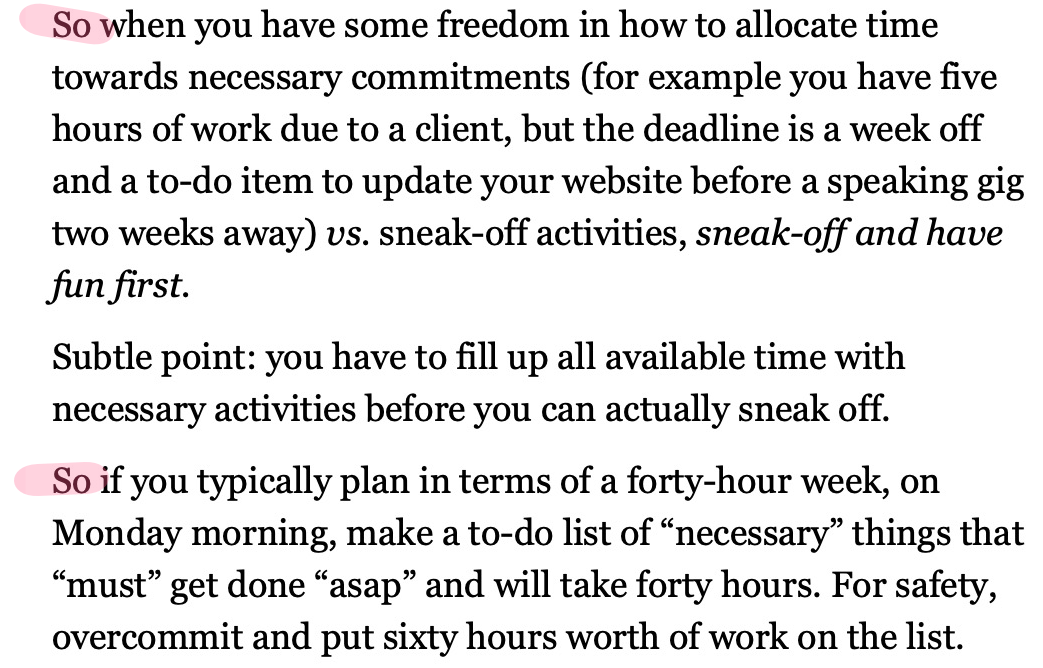 So when you have some freedom in how to allocate time
towards necessary commitments (for example you have five
hours of work due to a client, but the deadline is a week off
and a to-do item to update your website before a speaking gig
two weeks away) vs. sneak-off activities, sneak-off and have
fun first.
Subtle point: you have to fill up all available time with
necessary activities before you can actually sneak off.
So if you typically plan in terms of a forty-hour week, on
Monday morning, make a to-do list of “necessary” things that
“must” get done “asap” and will take forty hours. For safety,
overcommit and put sixty hours worth of work on the list.